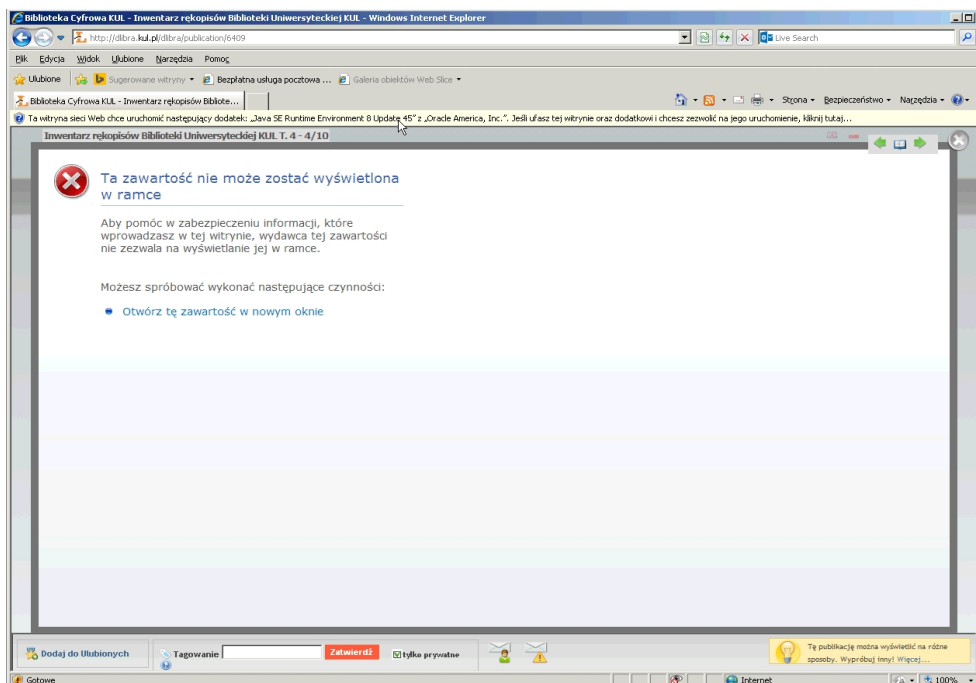 Biblioteka Cyfrowa KUL - Inwentarz rękopisów Biblioteki Uniwersyteckiej KUL - Windows Internet Explorer
http://dlibra.kul.pl/dlibra/publication/6409
Live Search
Plik Edycja Widok Ulubione Narzędzia Pomoc
Ulubione Sugerowane witryny Bezpłatna usługa pocztowa ... Galeria obiektów Web Slice
Biblioteka Cyfrowa KUL - Inwentarz rękopisów Bibliote... Strona Bezpieczeństwo Narzędzia
Ta witryna sieci Web chce uruchomić następujący dodatek: „Java SE Runtime Environment 8 Update 45” z „Oracle America, Inc.”. Jeśli ufasz tej witrynie oraz dodatkowi i chcesz zezwolić na jego uruchomienie, kliknij tutaj...
Inwentarz rękopisów Biblioteki Uniwersyteckiej KUL T. 4 - 4/10
Ta zawartość nie może zostać wyświetlona
w ramce
Aby pomóc w zabezpieczeniu informacji, które
wprowadzasz w tej witrynie, wydawca tej zawartości
nie zezwala na wyświetlanie jej w ramce.
Możesz spróbować wykonać następujące czynności:
Otwórz tę zawartość w nowym oknie
Dodaj do Ulubionych Tagowanie Zatwierdź tylko prywatne
Tę publikację można wyświetlić na różne
sposoby. Wypróbuj inny! Więcej...
Gotowe Internet 100%